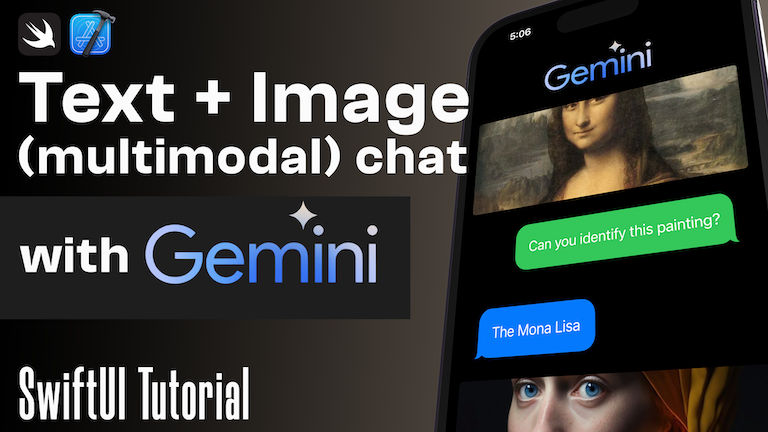 Text + Image
(multimodal) chat
with Gemini
SwiftUI Tutorial
5:06
Gemini
Can you identify this painting?
The Mona Lisa